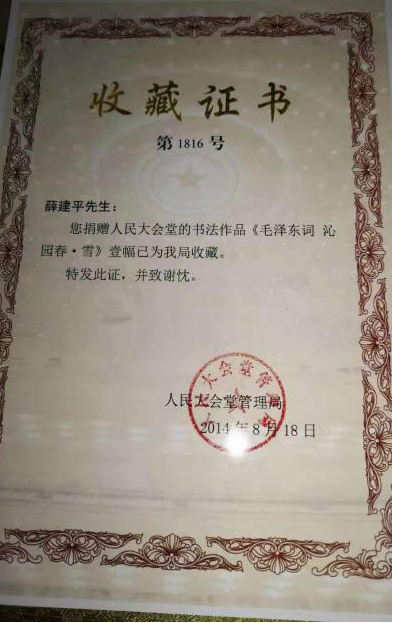 收藏证书
第1816号
薛建平先生:
您捐赠人民大会堂的书法作品《毛泽东词 沁
园春·雪》壹幅已为我局收藏。
特发此证，并致谢忱。
人民大会堂管理局
2014年8月18日